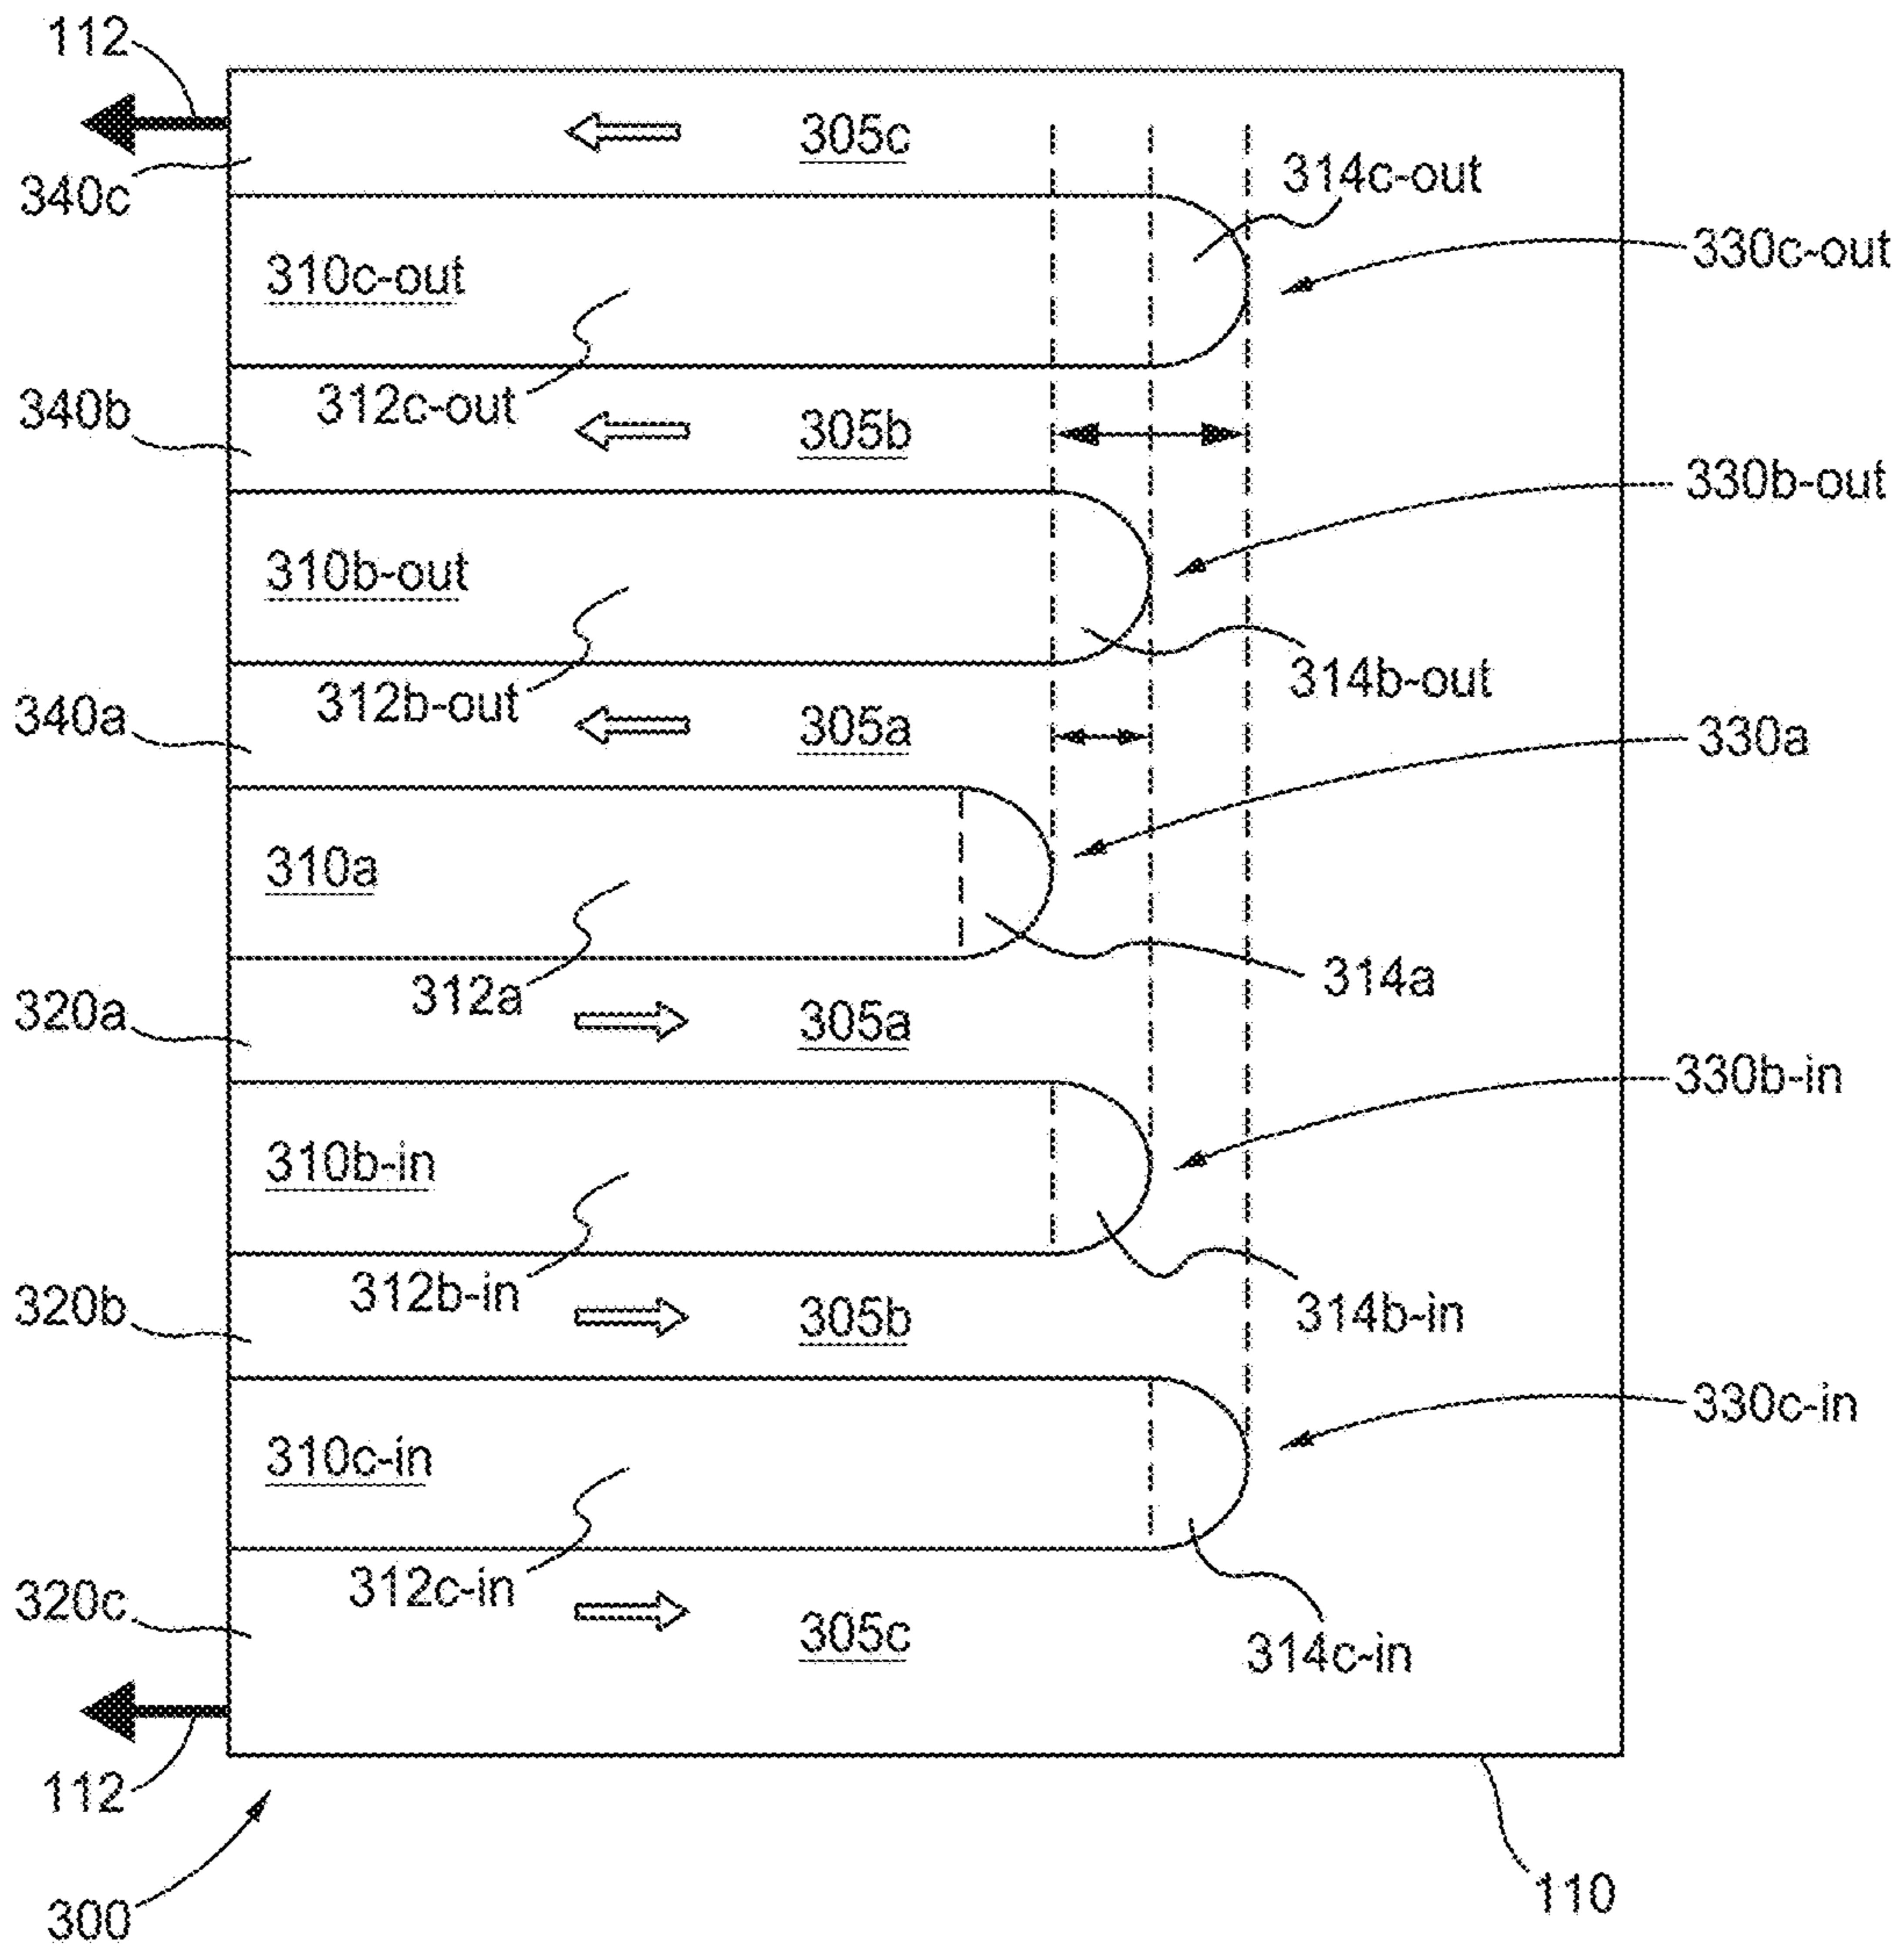 112
305c
314c-out
340c
330c-out
310c-out
312c-out
340b
305b
330b-out
310b-out
314b-out
312b-out
340a
305a
330a
310a
314a
312a
320a
305a
330b-in
310b-in
312b-in
314b-in
320b
305b
330c-in
310c-in
312c-in
320c
305c
314c-in
112
110
300